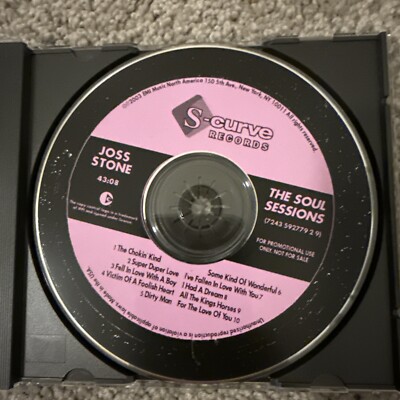 ℗©2003 EMI Music North America 150 5th Ave., New York, NY 10011 All rights reserved.
S-curve
RECORDS
JOSS
STONE
43:08
THE SOUL
SESSIONS
(7243 592779 2 9)
FOR PROMOTIONAL USE
ONLY. NOT FOR SALE
1 The Chokin' Kind
2 Super Duper Love
3 Fell In Love With A Boy
4 Victim Of A Foolish Heart
5 Dirty Man
Some Kind Of Wonderful 6
I've Fallen In Love With You 7
I Had A Dream 8
All The Kings Horses 9
For The Love Of You 10
Unauthorized reproduction is a violation of applicable laws.
in the USA.